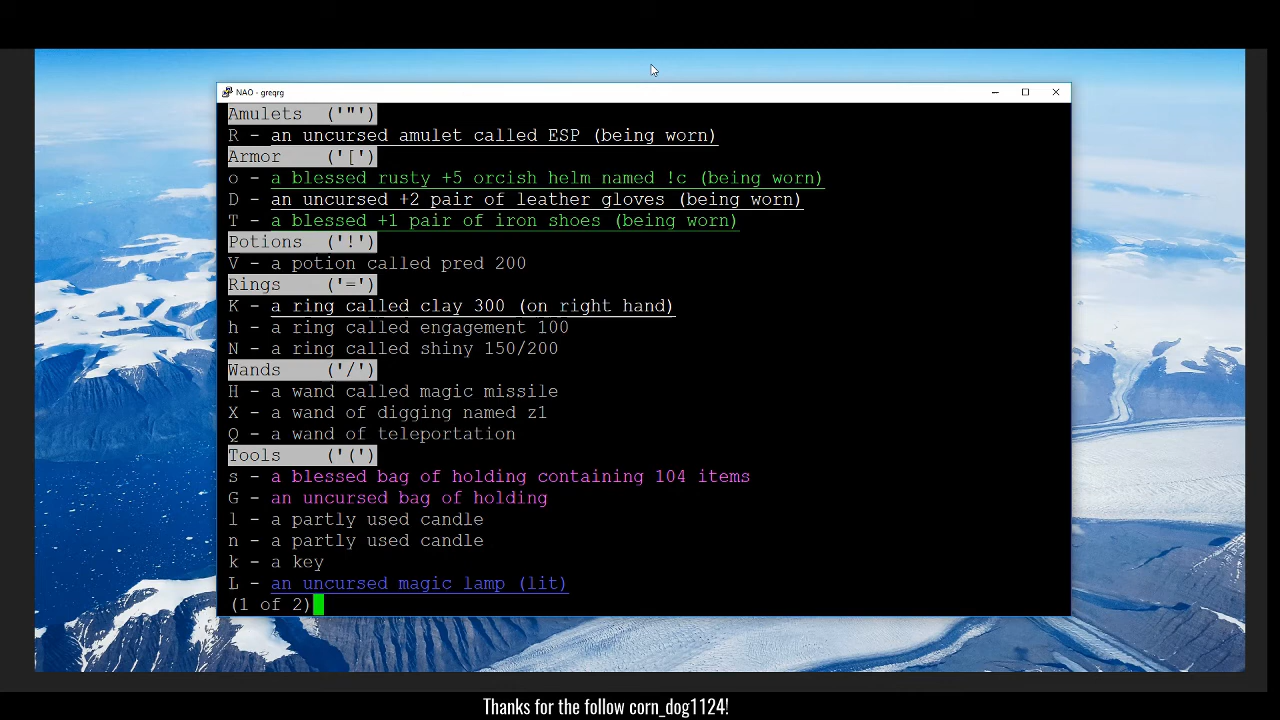 NAO - greqrg
Amulets ('"')
R - an uncursed amulet called ESP (being worn)
Armor ('[')
o - a blessed rusty +5 orcish helm named !c (being worn)
D - an uncursed +2 pair of leather gloves (being worn)
T - a blessed +1 pair of iron shoes (being worn)
Potions ('!')
V - a potion called pred 200
Rings ('=')
K - a ring called clay 300 (on right hand)
h - a ring called engagement 100
N - a ring called shiny 150/200
Wands ('/')
H - a wand called magic missile
X - a wand of digging named z1
Q - a wand of teleportation
Tools ('(')
s - a blessed bag of holding containing 104 items
G - an uncursed bag of holding
l - a partly used candle
n - a partly used candle
k - a key
L - an uncursed magic lamp (lit)
(1 of 2)
Thanks for the follow corn_dog1124!